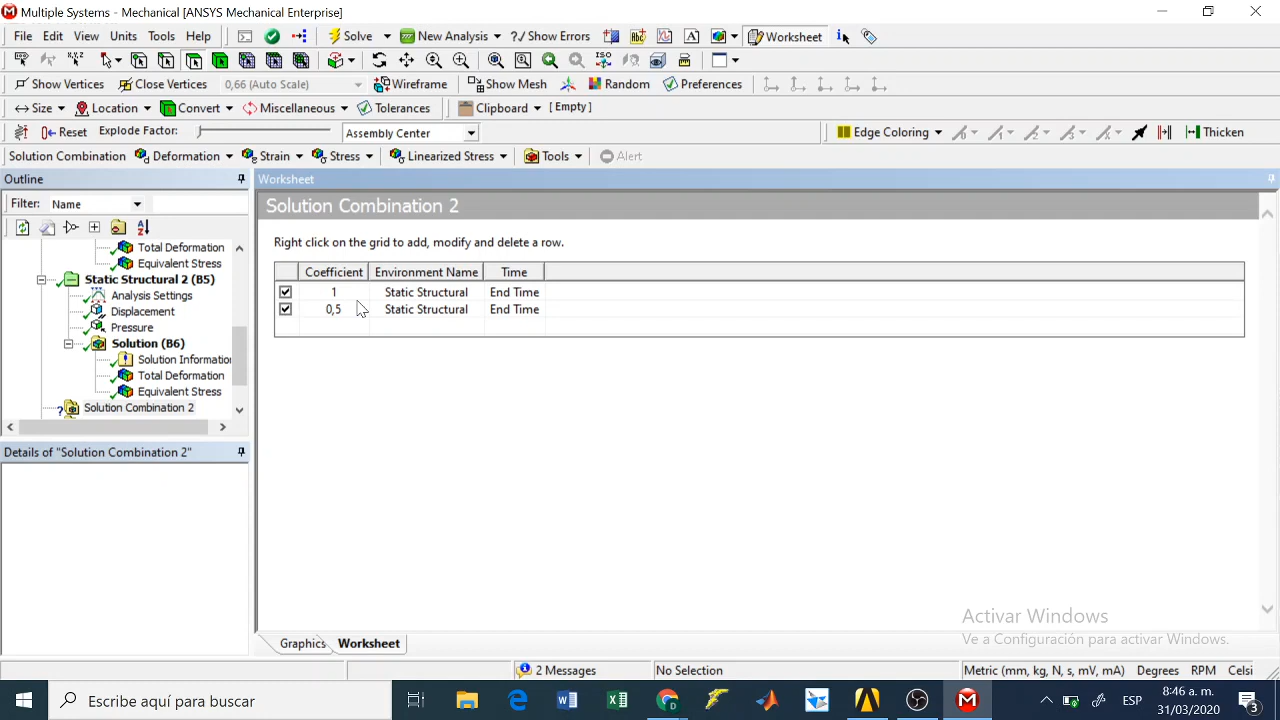 Multiple Systems - Mechanical [ANSYS Mechanical Enterprise]
File Edit View Units Tools Help Solve New Analysis ?/ Show Errors Worksheet
Show Vertices Close Vertices 0,66 (Auto Scale) Wireframe Show Mesh Random Preferences
Size Location Convert Miscellaneous Tolerances Clipboard [ Empty ]
Reset Explode Factor: Assembly Center Edge Coloring Thicken
Solution Combination Deformation Strain Stress Linearized Stress Tools Alert
Outline
Worksheet
Filter: Name
Solution Combination 2
Right click on the grid to add, modify and delete a row.
Total Deformation
Equivalent Stress
Static Structural 2 (B5)
Analysis Settings
Displacement
Pressure
Solution (B6)
Solution Informatio
Total Deformation
Equivalent Stress
Solution Combination 2
Coefficient Environment Name Time
1 Static Structural End Time
0,5 Static Structural End Time
Details of "Solution Combination 2"
Activar Windows
Ve a Configuración para activar Windows.
Graphics Worksheet
2 Messages No Selection Metric (mm, kg, N, s, mV, mA) Degrees RPM Celsi
Escribe aquí para buscar
ESP
8:46 a. m.
31/03/2020
3